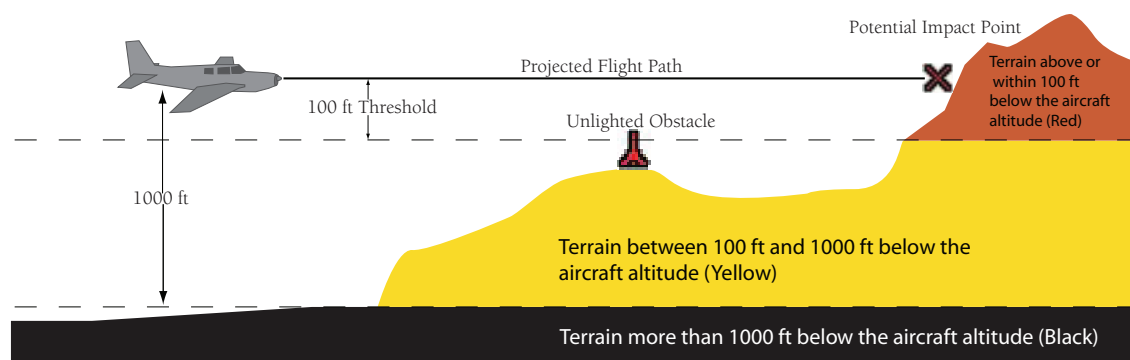 Potential Impact Point
Projected Flight Path
Terrain above or
within 100 ft
below the aircraft
altitude (Red)
100 ft Threshold
Unlighted Obstacle
1000 ft
Terrain between 100 ft and 1000 ft below the
aircraft altitude (Yellow)
Terrain more than 1000 ft below the aircraft altitude (Black)